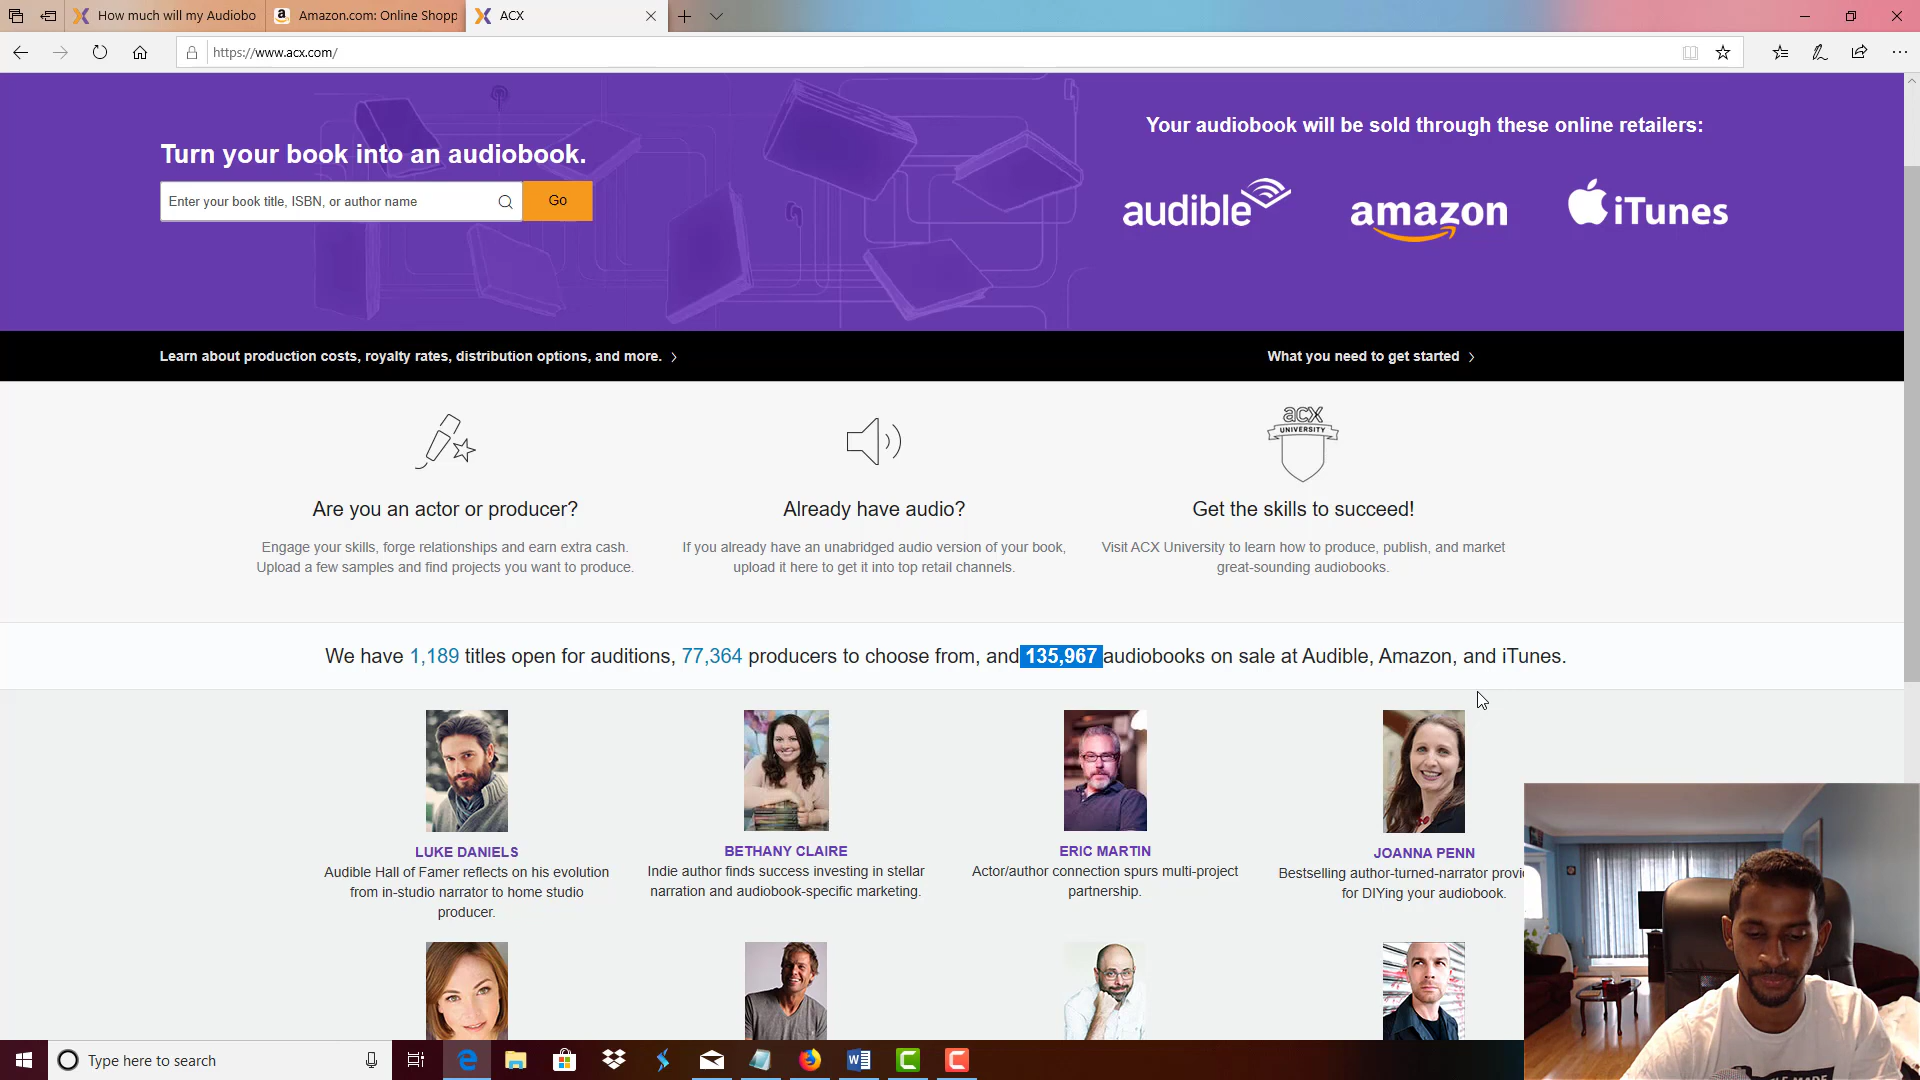 How much will my Audiobo
Amazon.com: Online Shopp
ACX
https://www.acx.com/
Turn your book into an audiobook.
Enter your book title, ISBN, or author name
Go
Your audiobook will be sold through these online retailers:
audible
amazon
iTunes
Learn about production costs, royalty rates, distribution options, and more.
What you need to get started
acx
UNIVERSITY
Are you an actor or producer?
Engage your skills, forge relationships and earn extra cash.
Upload a few samples and find projects you want to produce.
Already have audio?
If you already have an unabridged audio version of your book,
upload it here to get it into top retail channels.
Get the skills to succeed!
Visit ACX University to learn how to produce, publish, and market
great-sounding audiobooks.
We have 1,189 titles open for auditions, 77,364 producers to choose from, and 135,967 audiobooks on sale at Audible, Amazon, and iTunes.
LUKE DANIELS
Audible Hall of Famer reflects on his evolution
from in-studio narrator to home studio
producer.
BETHANY CLAIRE
Indie author finds success investing in stellar
narration and audiobook-specific marketing.
ERIC MARTIN
Actor/author connection spurs multi-project
partnership.
JOANNA PENN
Bestselling author-turned-narrator provi
for DIYing your audiobook.
Type here to search